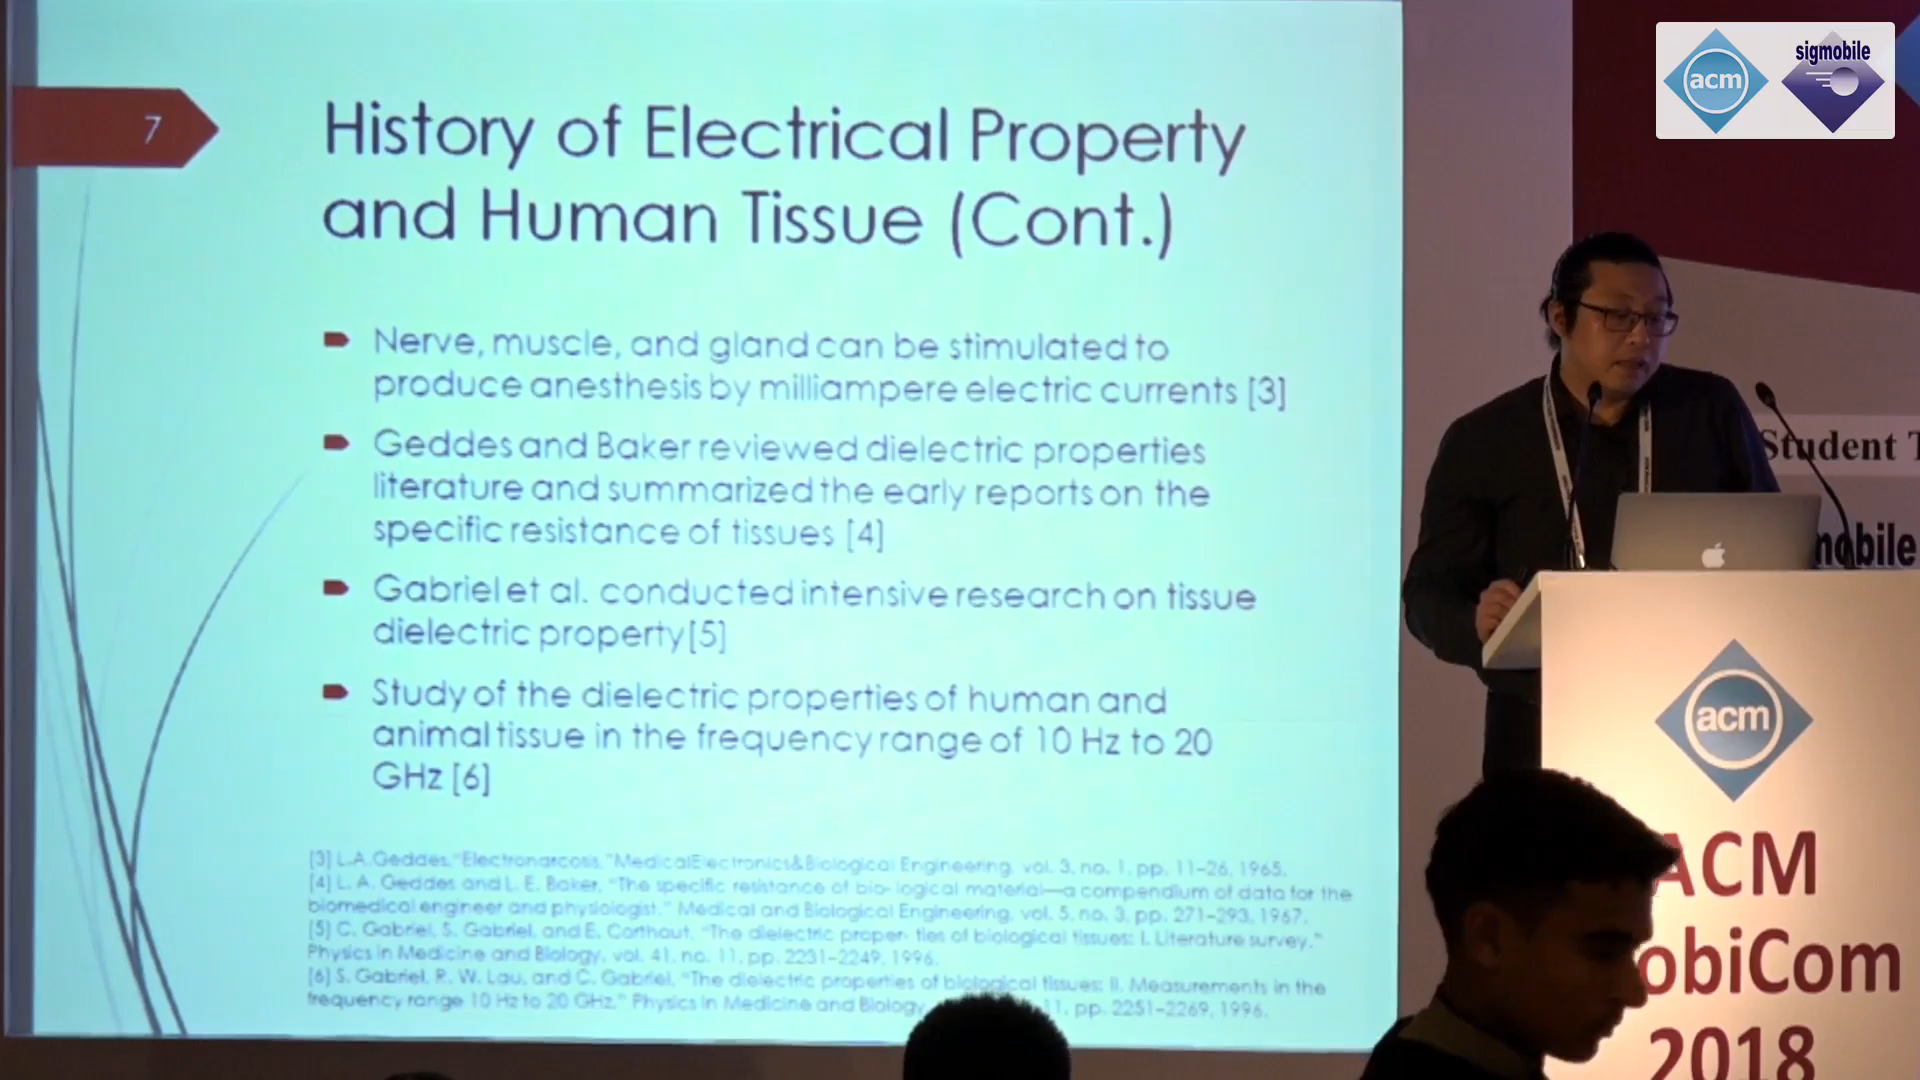 7
History of Electrical Property
and Human Tissue (Cont.)
Nerve, muscle, and gland can be stimulated to
produce anesthesis by milliampere electric currents [3]
Geddes and Baker reviewed dielectric properties
literature and summarized the early reports on the
specific resistance of tissues [4]
Gabriel et al. conducted intensive research on tissue
dielectric property[5]
Study of the dielectric properties of human and
animal tissue in the frequency range of 10 Hz to 20
GHz [6]
[3] L.A.Geddes,"Electronarcosis,"MedicalElectronics&Biological Engineering, vol. 3, no. 1, pp. 11–26, 1965.
[4] L. A. Geddes and L. E. Baker, "The specific resistance of bio- logical material—a compendium of data for the
biomedical engineer and physiologist," Medical and Biological Engineering, vol. 5, no. 3, pp. 271–293, 1967.
[5] C. Gabriel, S. Gabriel, and E. Corthout, "The dielectric proper- ties of biological tissues: I. Literature survey,"
Physics in Medicine and Biology, vol. 41, no. 11, pp. 2231–2249, 1996.
[6] S. Gabriel, R. W. Lau, and C. Gabriel, "The dielectric properties of biological tissues: II. Measurements in the
frequency range 10 Hz to 20 GHz," Physics in Medicine and Biology, 11, pp. 2251–2269, 1996.
acm
sigmobile
Student T
mobile
acm
ACM
obiCom
2018